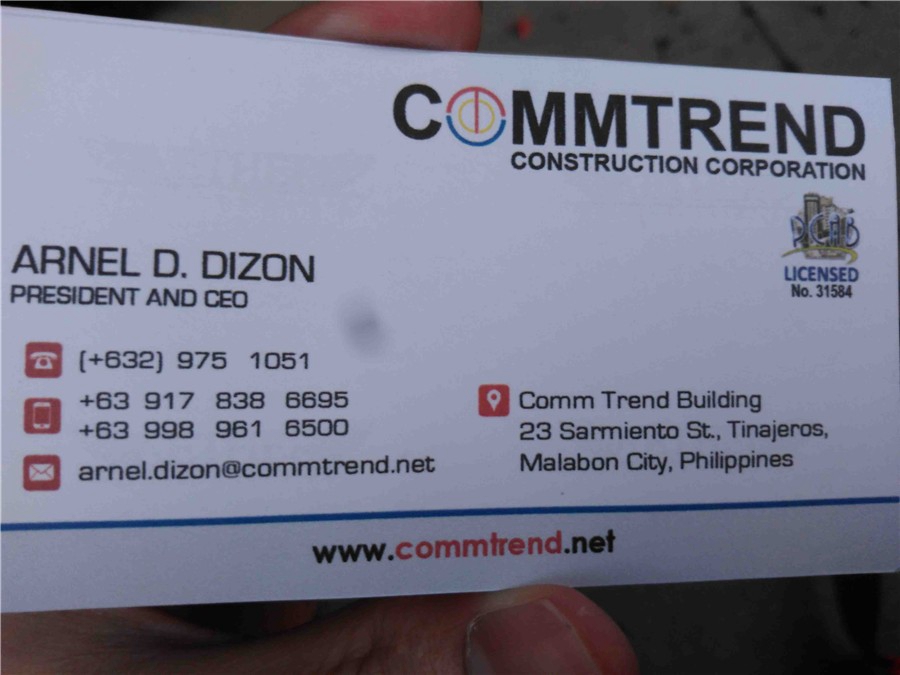 COMMTREND
CONSTRUCTION CORPORATION
PCAB
LICENSED
No. 31584
ARNEL D. DIZON
PRESIDENT AND CEO
(+632) 975 1051
+63 917 838 6695
+63 998 961 6500
arnel.dizon@commtrend.net
Comm Trend Building
23 Sarmiento St., Tinajeros,
Malabon City, Philippines
www.commtrend.net